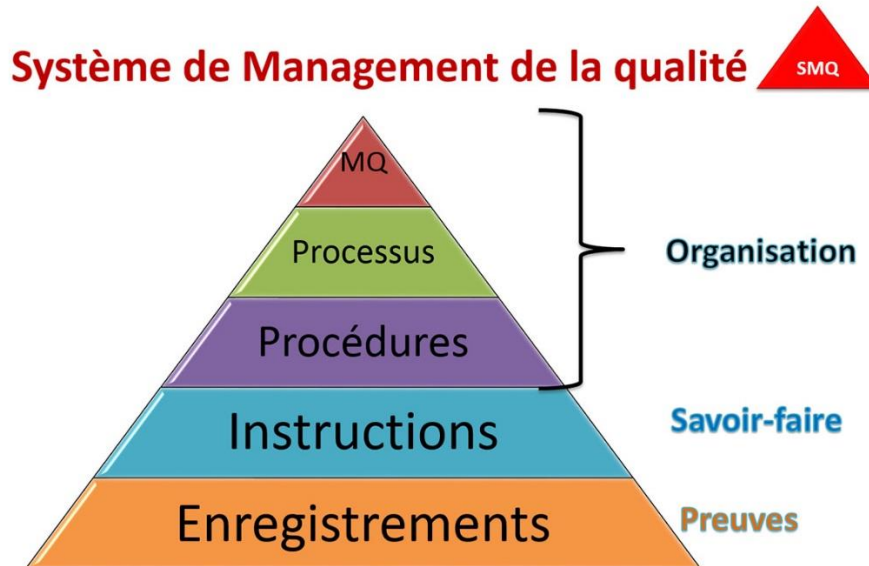 Système de Management de la qualité
SMQ
MQ
Processus
Organisation
Procédures
Instructions
Savoir-faire
Enregistrements
Preuves